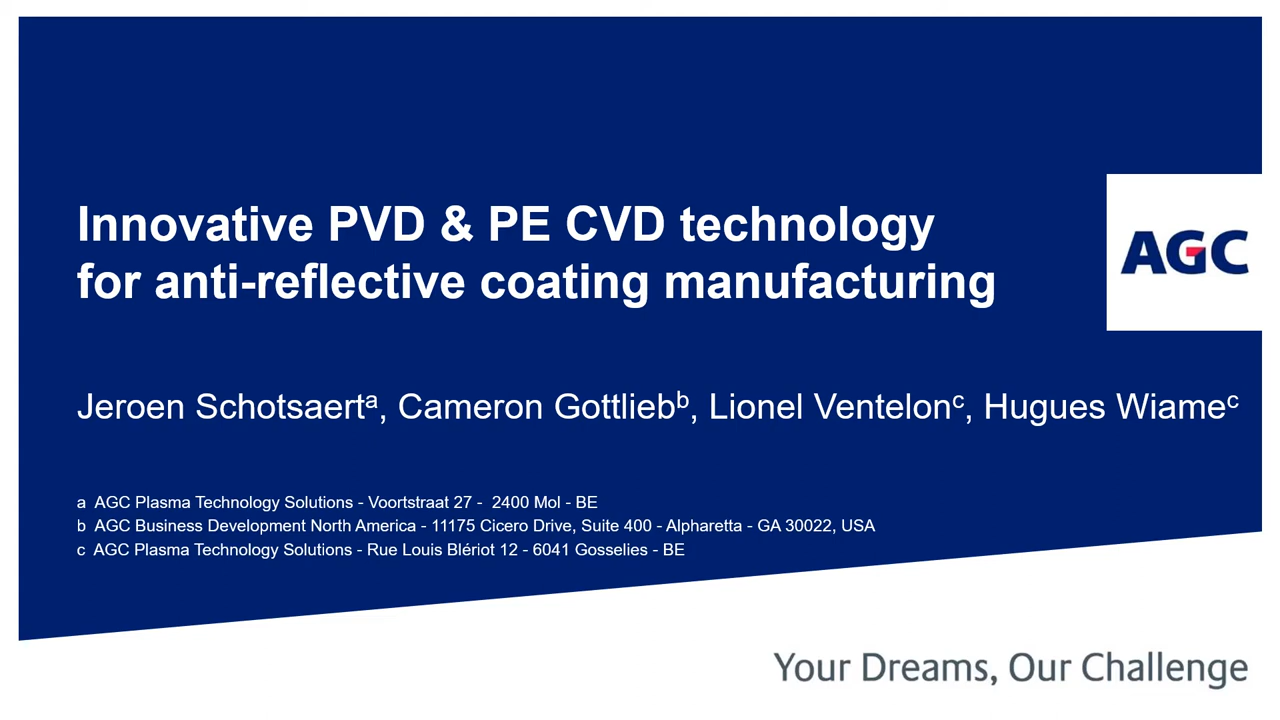 Innovative PVD & PE CVD technology
for anti-reflective coating manufacturing
AGC
Jeroen Schotsaertᵃ, Cameron Gottliebᵇ, Lionel Ventelonᶜ, Hugues Wiameᶜ
a AGC Plasma Technology Solutions - Voortstraat 27 - 2400 Mol - BE
b AGC Business Development North America - 11175 Cicero Drive, Suite 400 - Alpharetta - GA 30022, USA
c AGC Plasma Technology Solutions - Rue Louis Blériot 12 - 6041 Gosselies - BE
Your Dreams, Our Challenge